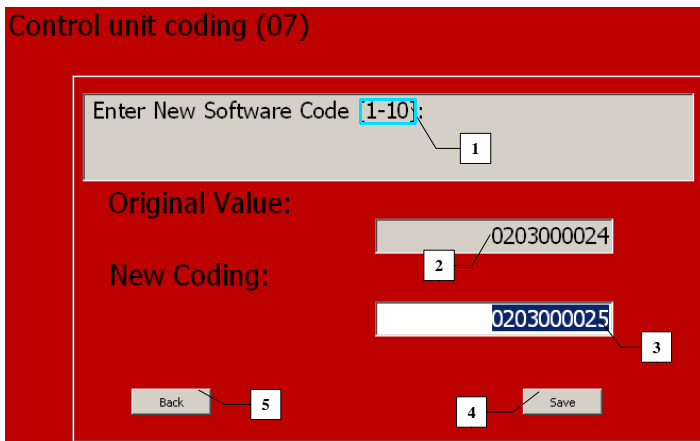 Control unit coding (07)
Enter New Software Code [1-10]:
1
Original Value:
0203000024
2
New Coding:
0203000025
3
Back
5
4
Save